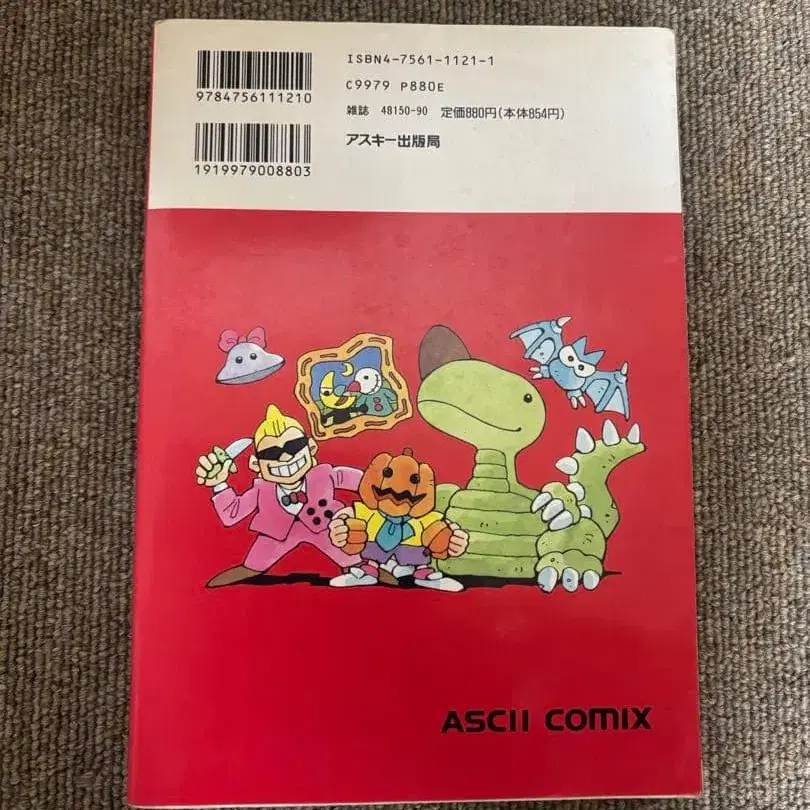 ISBN4-7561-1121-1
C9979 P880E
雑誌 48150-90 定価880円(本体854円)
アスキー出版局
9784756111210
1919979008803
ASCII COMIX